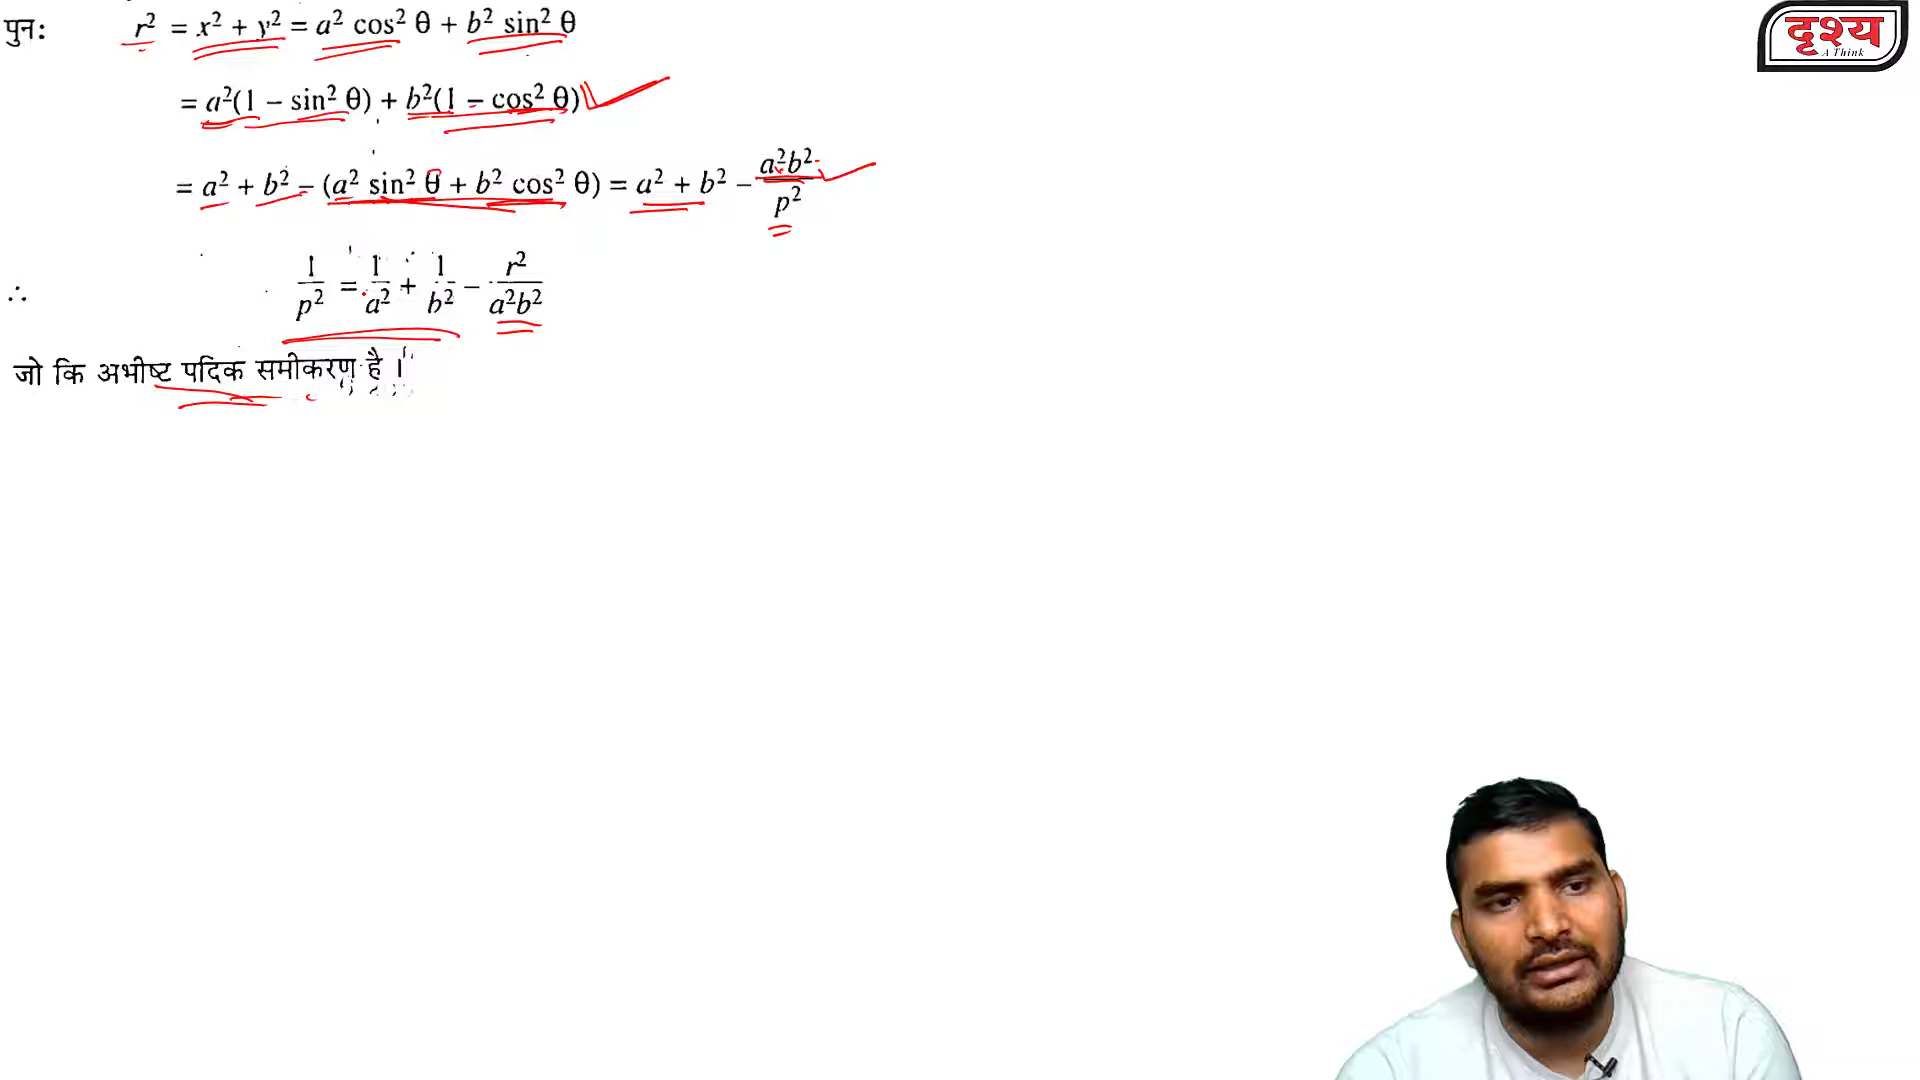 पुनः r² = x² + y² = a² cos² θ + b² sin² θ
= a²(1 − sin² θ) + b²(1 − cos² θ)
= a² + b² − (a² sin² θ + b² cos² θ) = a² + b² − a²b²/p²
∴ 1/p² = 1/a² + 1/b² − r²/a²b²
जो कि अभीष्ट पदिक समीकरण है ।
दृश्य
A Think